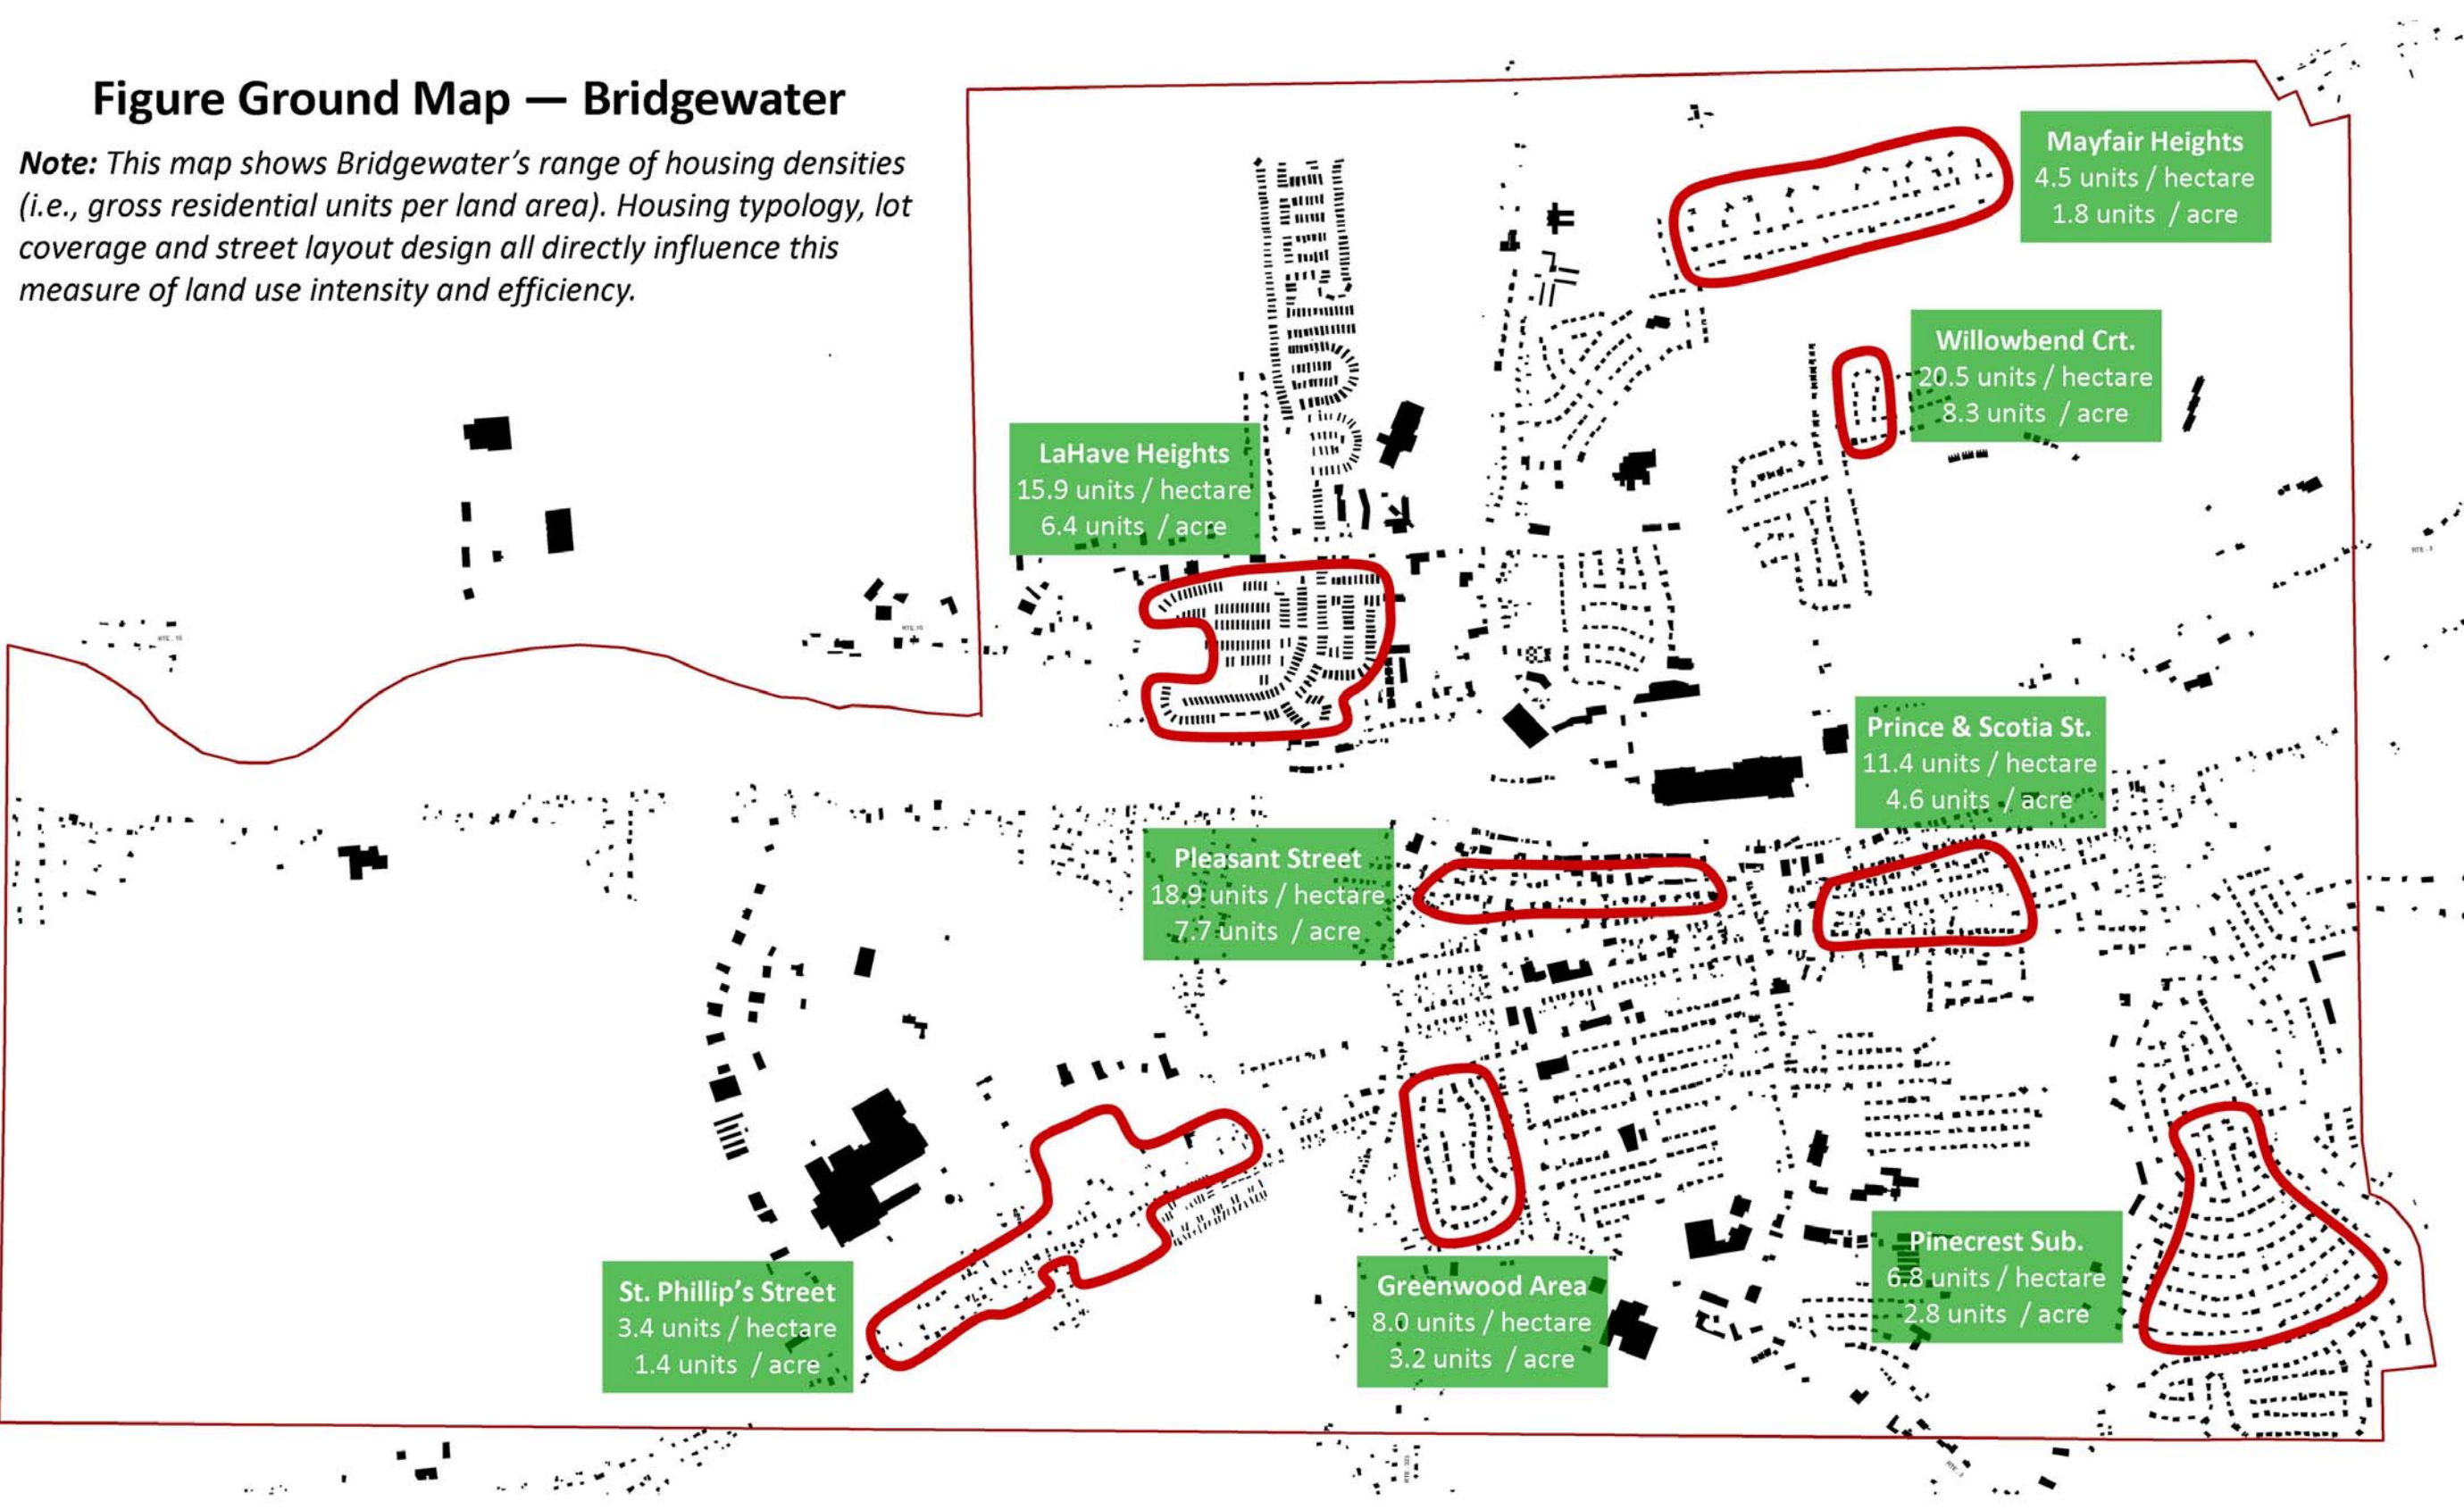 Figure Ground Map — Bridgewater
Note: This map shows Bridgewater's range of housing densities
(i.e., gross residential units per land area). Housing typology, lot
coverage and street layout design all directly influence this
measure of land use intensity and efficiency.
Mayfair Heights
4.5 units / hectare
1.8 units / acre
Willowbend Crt.
20.5 units / hectare
8.3 units / acre
LaHave Heights
15.9 units / hectare
6.4 units / acre
RTE. 10
RTE. 10
RTE. 3
Prince & Scotia St.
11.4 units / hectare
4.6 units / acre
Pleasant Street
18.9 units / hectare
7.7 units / acre
St. Phillip's Street
3.4 units / hectare
1.4 units / acre
Greenwood Area
8.0 units / hectare
3.2 units / acre
Pinecrest Sub.
6.8 units / hectare
2.8 units / acre